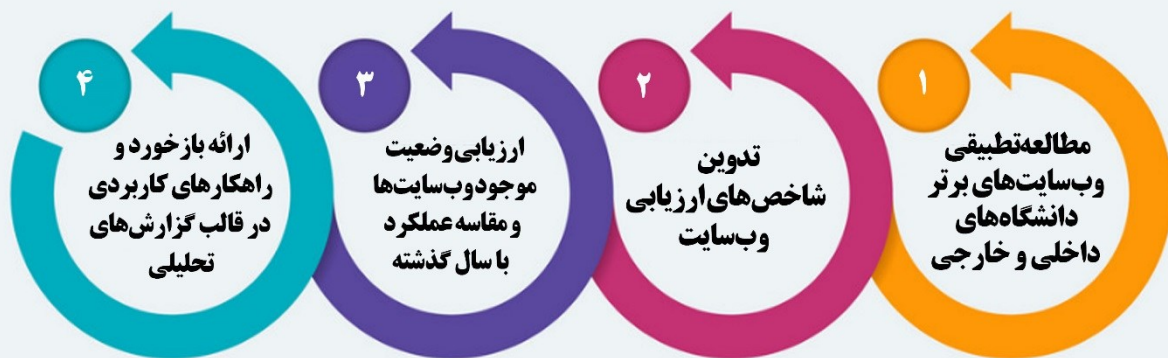 ۱
مطالعه‌تطبیقی
وب‌سایت‌های برتر
دانشگاه‌های
داخلی و خارجی
۲
تدوین
شاخص‌های ارزیابی
وب‌سایت
۳
ارزیابی وضعیت
موجود وب‌سایت‌ها
و مقاسه عملکرد
با سال گذشته
۴
ارائه بازخورد و
راهکارهای کاربردی
در قالب گزارش‌های
تحلیلی